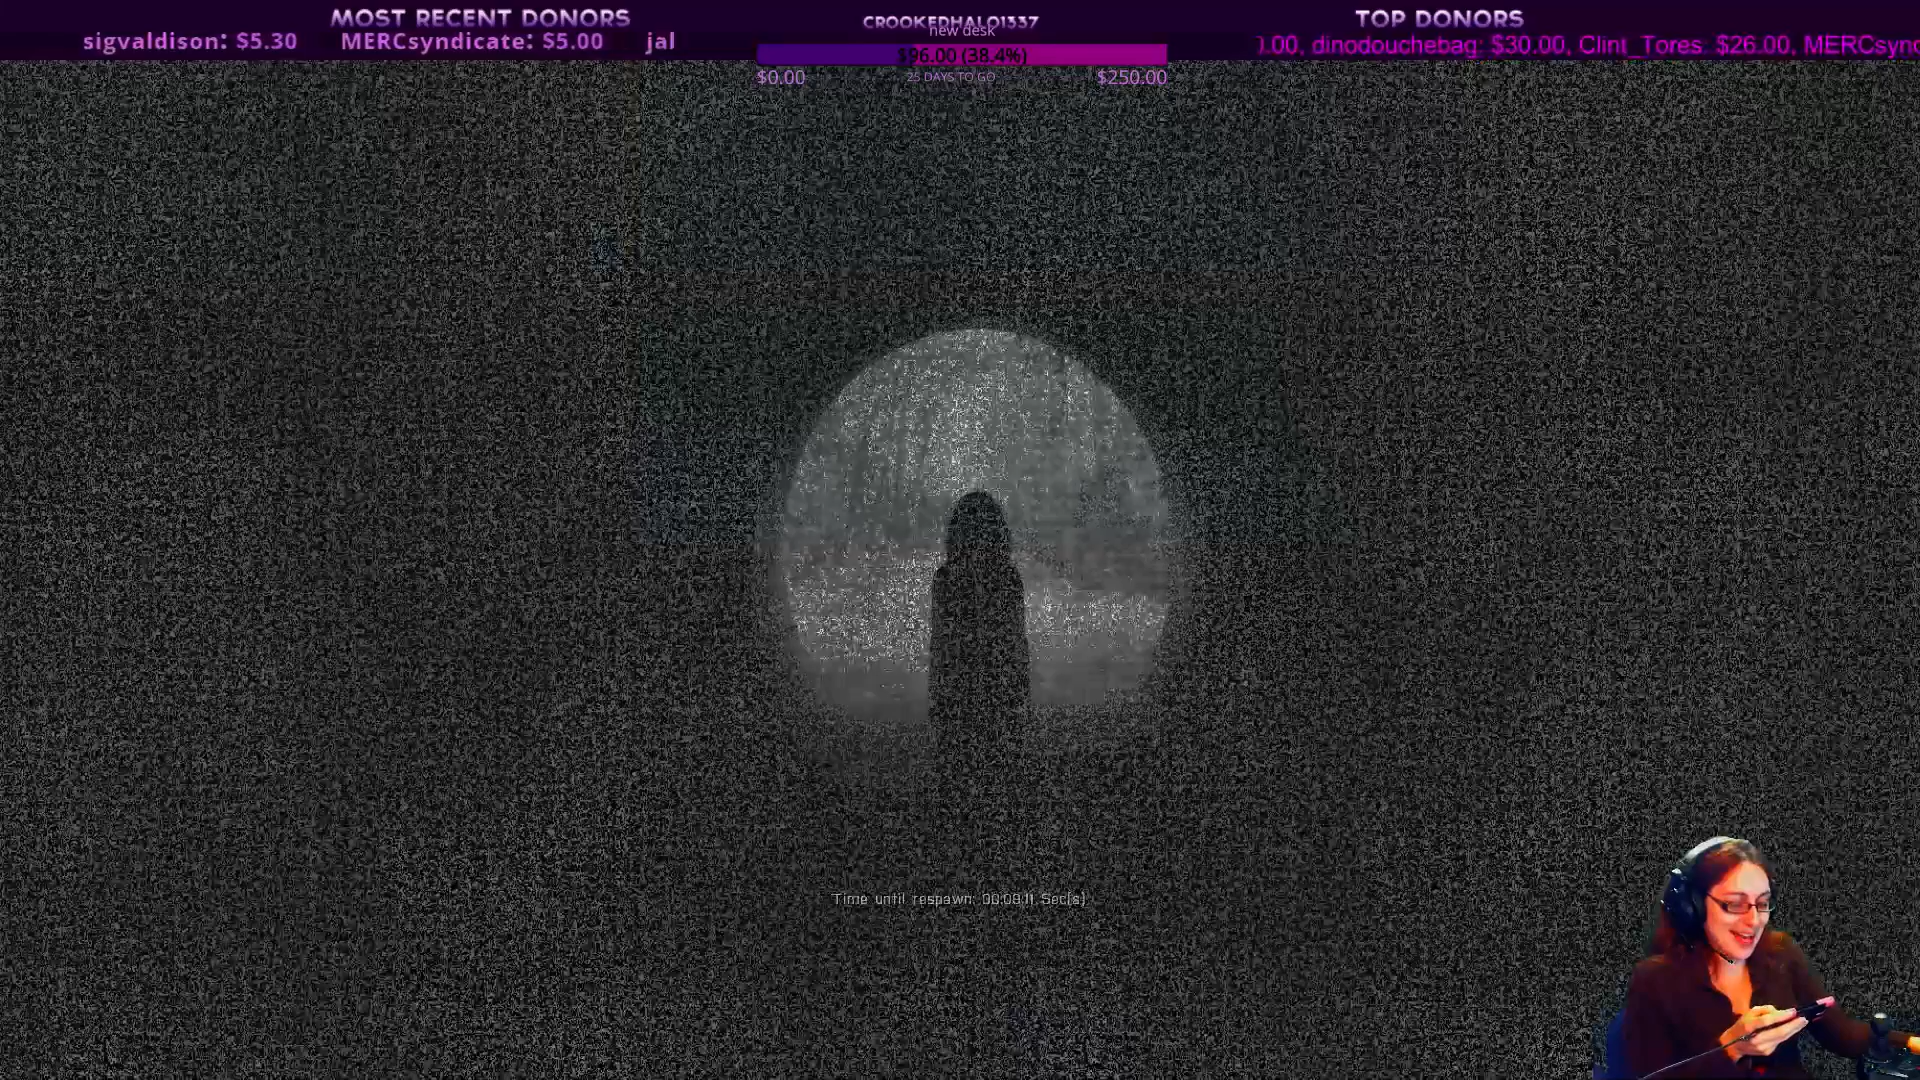 MOST RECENT DONORS
sigvaldison: $5.30 MERCsyndicate: $5.00 jal
CROOKEDHALO1337
new desk
$96.00 (38.4%)
$0.00 25 DAYS TO GO $250.00
TOP DONORS
0.00, dinodouchebag: $30.00, Clint_Tores $26.00, MERCsync
Time until respawn: 00:09:11 Sec(s)